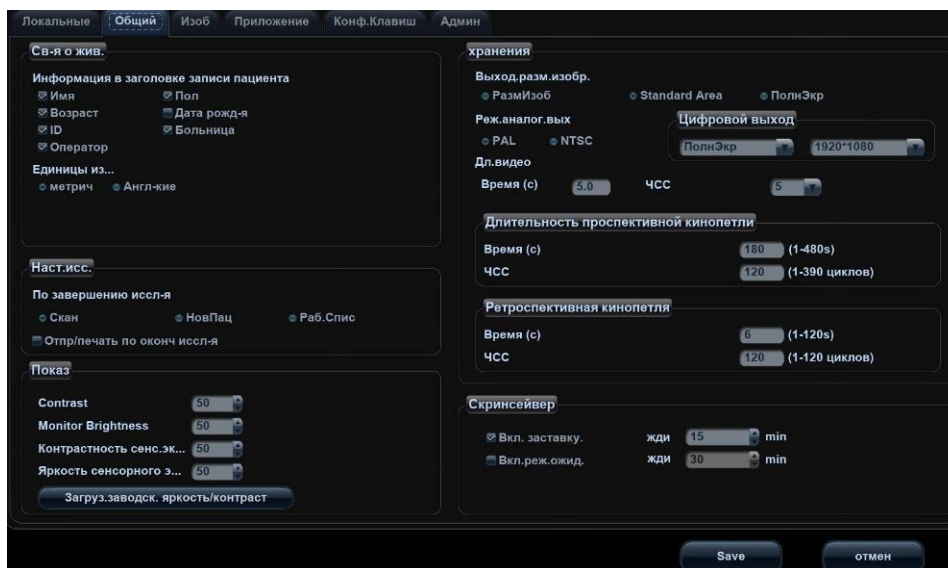 Локальные Общий Изоб Приложение Конф.Клавиш Админ
Св-я о жив.
Информация в заголовке записи пациента
Имя Пол
Возраст Дата рожд-я
ID Больница
Оператор
Единицы из...
метрич Англ-кие
Наст.исс.
По завершению иссл-я
Скан НовПац Раб.Спис
Отпр/печать по оконч иссл-я
Показ
Contrast 50
Monitor Brightness 50
Контрастность сенс.эк... 50
Яркость сенсорного э... 50
Загруз.заводск. яркость/контраст
хранения
Выход.разм.изобр.
РазмИзоб Standard Area ПолнЭкр
Реж.аналог.вых Цифровой выход
PAL NTSC ПолнЭкр 1920*1080
Дл.видео
Время (с) 5.0 ЧСС 5
Длительность проспективной кинопетли
Время (с) 180 (1-480s)
ЧСС 120 (1-390 циклов)
Ретроспективная кинопетля
Время (с) 6 (1-120s)
ЧСС 120 (1-120 циклов)
Скринсейвер
Вкл. заставку. жди 15 min
Вкл.реж.ожид. жди 30 min
Save отмен